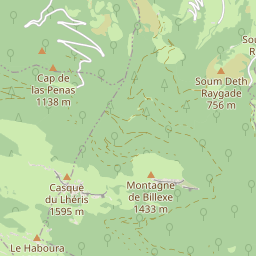 Cap de
las Penas
1138 m
Soum Deth
Raygade
756 m
Casque
du Lhéris
1595 m
Montagne
de Billexe
1433 m
Le Haboura